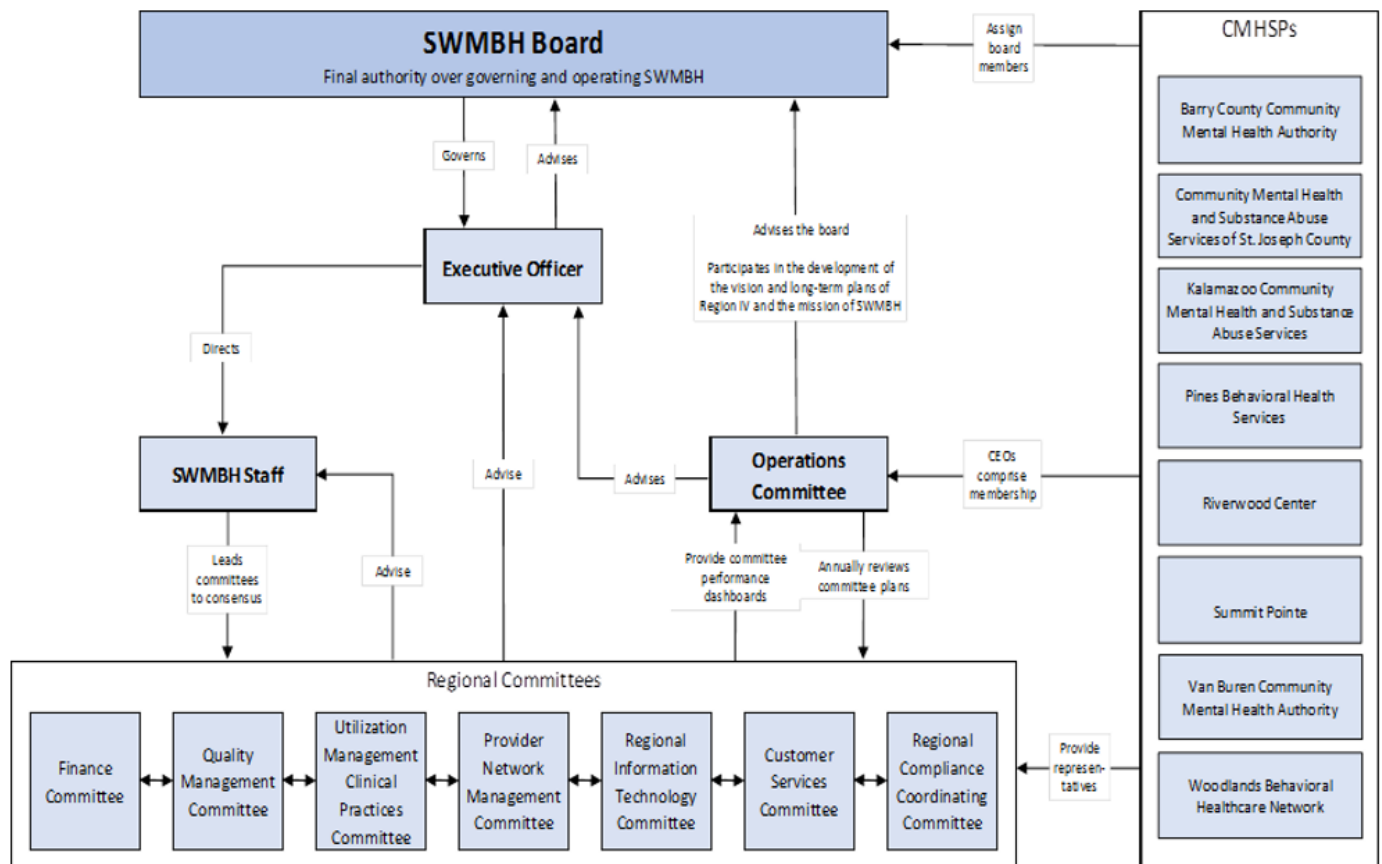 SWMBH Board
Final authority over governing and operating SWMBH
Assign
board
members
CMHSPs
Barry County Community
Mental Health Authority
Community Mental Health
and Substance Abuse
Services of St. Joseph County
Kalamazoo Community
Mental Health and Substance
Abuse Services
Pines Behavioral Health
Services
Riverwood Center
Summit Pointe
Van Buren Community
Mental Health Authority
Woodlands Behavioral
Healthcare Network
Governs
Advises
Advises the board
Participates in the development of
the vision and long-term plans of
Region IV and the mission of SWMBH
Executive Officer
Directs
SWMBH Staff
Advise
Advises
Operations
Committee
CEOs
comprise
membership
Leads
committees
to consensus
Advise
Provide committee
performance
dashboards
Annually reviews
committee plans
Regional Committees
Finance
Committee
Quality
Management
Committee
Utilization
Management
Clinical
Practices
Committee
Provider
Network
Management
Committee
Regional
Information
Technology
Committee
Customer
Services
Committee
Regional
Compliance
Coordinating
Committee
Provide
represen-
tatives